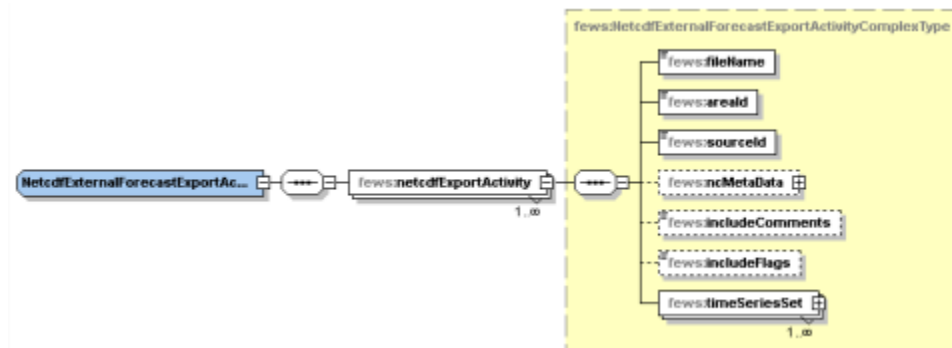 fews:NetcdfExternalForecastExportActivityComplexType
fews:fileName
fews:areaId
fews:sourceId
NetcdfExternalForecastExportAc...
fews:netcdfExportActivity
1..∞
fews:ncMetaData
fews:includeComments
fews:includeFlags
fews:timeSeriesSet
1..∞